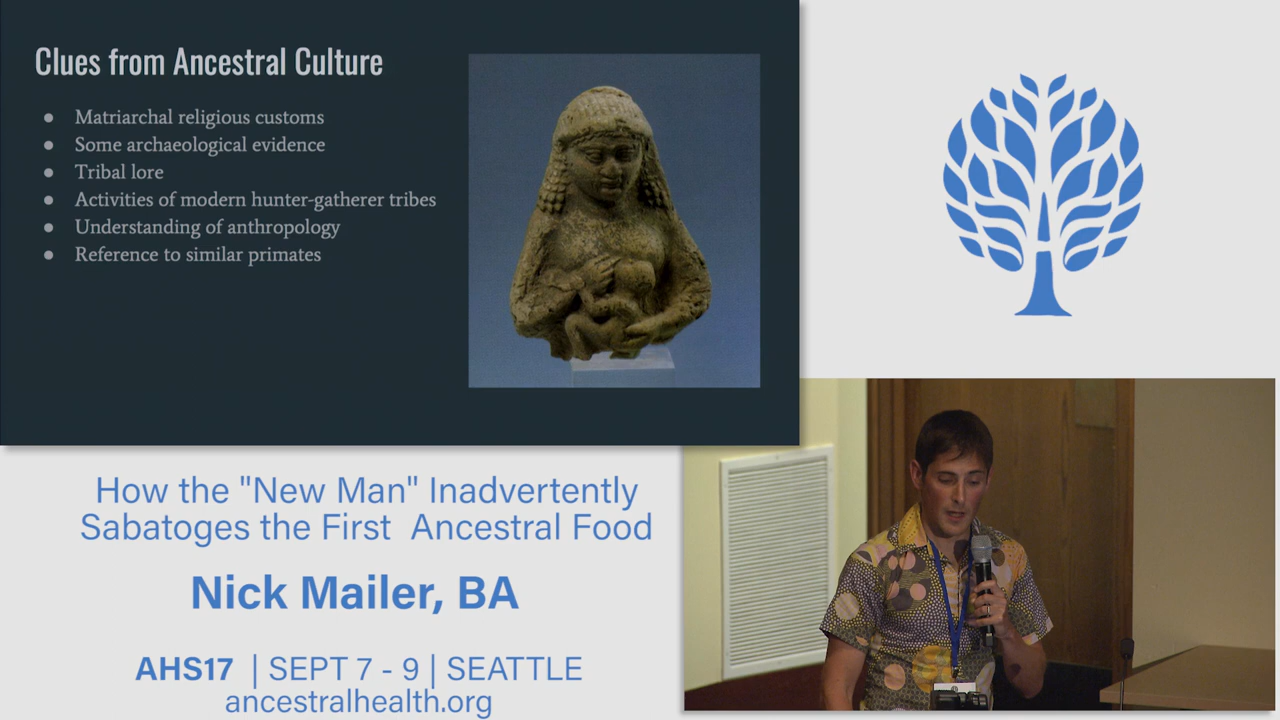 Clues from Ancestral Culture
● Matriarchal religious customs
● Some archaeological evidence
● Tribal lore
● Activities of modern hunter-gatherer tribes
● Understanding of anthropology
● Reference to similar primates
How the "New Man" Inadvertently
Sabatoges the First Ancestral Food
Nick Mailer, BA
AHS17 | SEPT 7 - 9 | SEATTLE
ancestralhealth.org